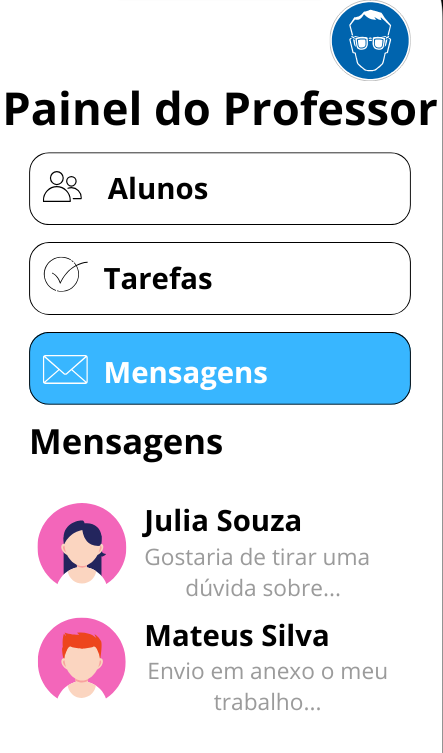 Painel do Professor
Alunos
Tarefas
Mensagens
Mensagens
Julia Souza
Gostaria de tirar uma
dúvida sobre...
Mateus Silva
Envio em anexo o meu
trabalho...